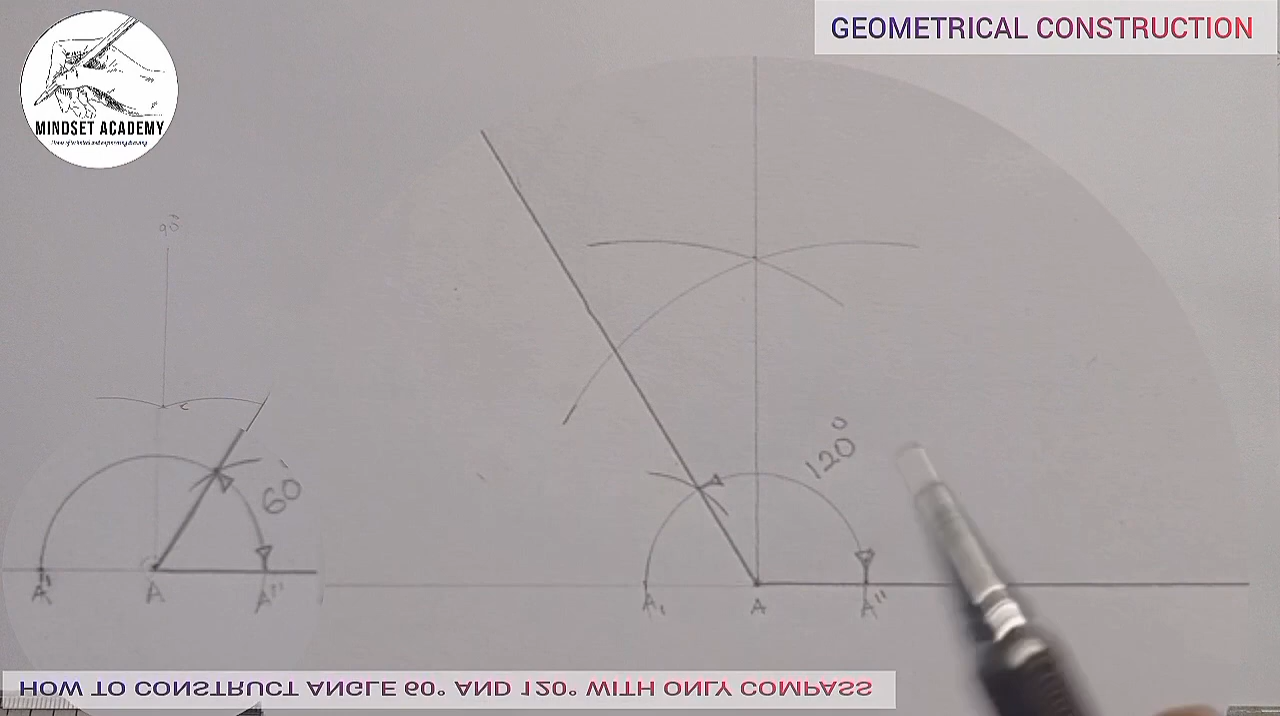 GEOMETRICAL CONSTRUCTION
MINDSET ACADEMY
90°
C
60°
120°
A'
A
A"
A₁
A
A"
HOW TO CONSTRUCT ANGLE 60° AND 120° WITH ONLY COMPASS